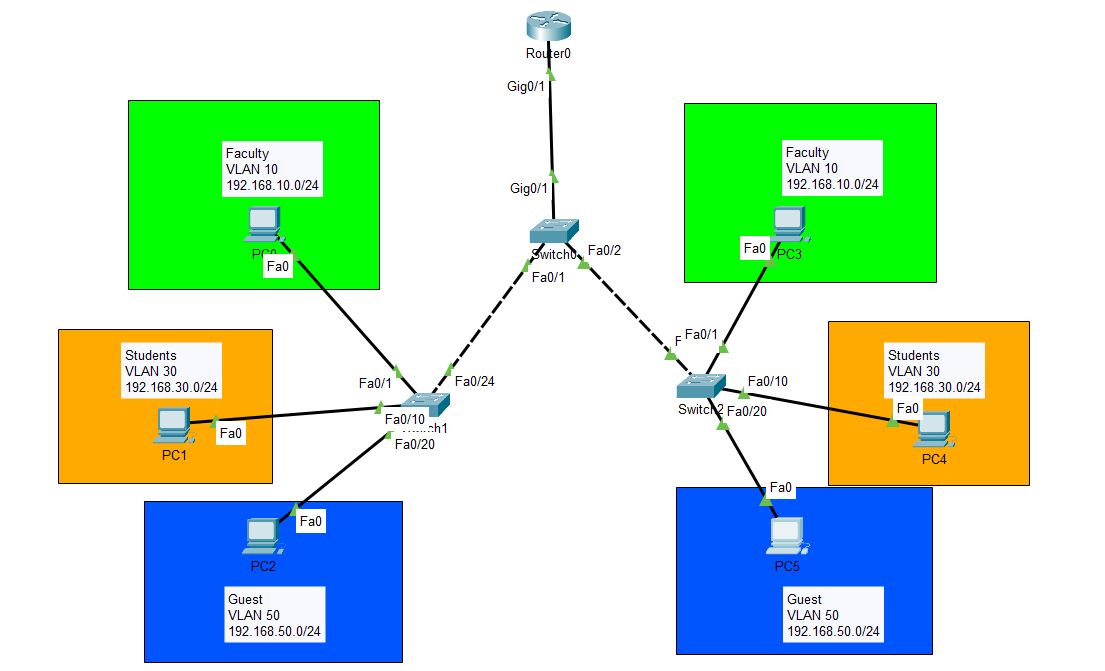 Router0
Gig0/1
Gig0/1
Switch0
Fa0/1
Fa0/2
Faculty
VLAN 10
192.168.10.0/24
PC0
Fa0
Faculty
VLAN 10
192.168.10.0/24
Fa0
PC3
Students
VLAN 30
192.168.30.0/24
Fa0
PC1
Fa0/1
Fa0/24
Fa0/10
Fa0/20
F
Fa0/1
Fa0/10
Switch2
Fa0/20
Students
VLAN 30
192.168.30.0/24
Fa0
PC4
Fa0
PC2
Guest
VLAN 50
192.168.50.0/24
Fa0
PC5
Guest
VLAN 50
192.168.50.0/24